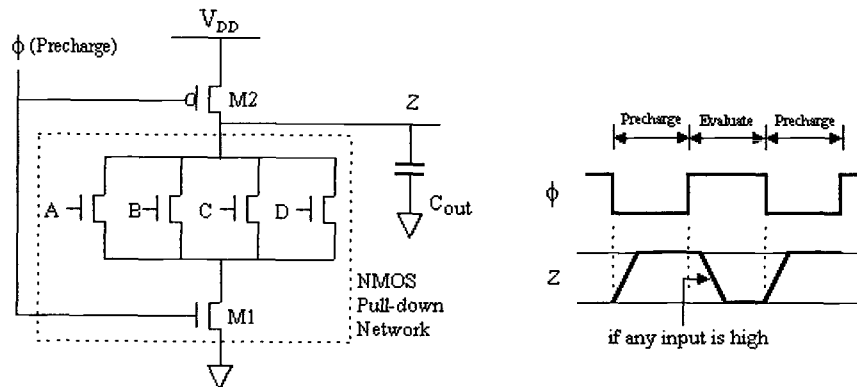 V_DD
ϕ (Precharge)
M2
Z
A
B
C
D
C_out
NMOS
Pull-down
Network
M1
Precharge
Evaluate
Precharge
ϕ
Z
if any input is high